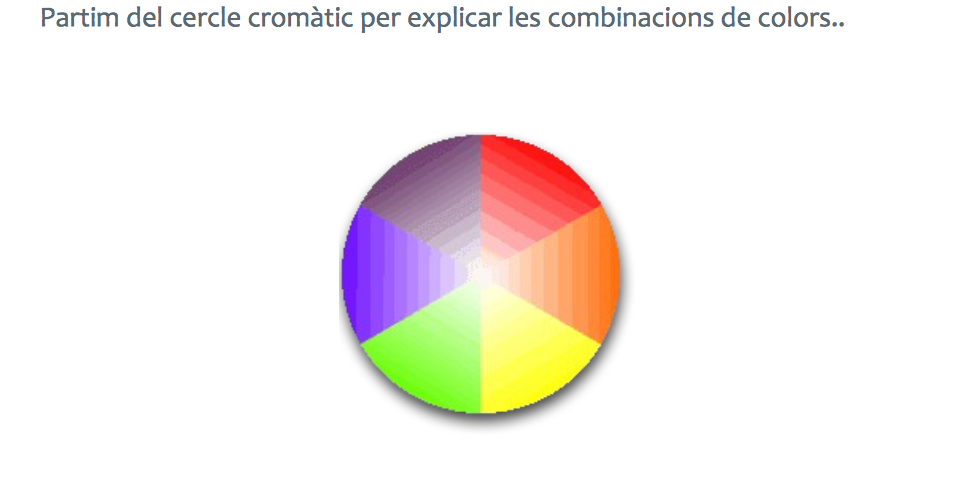 Partim del cercle cromàtic per explicar les combinacions de colors..